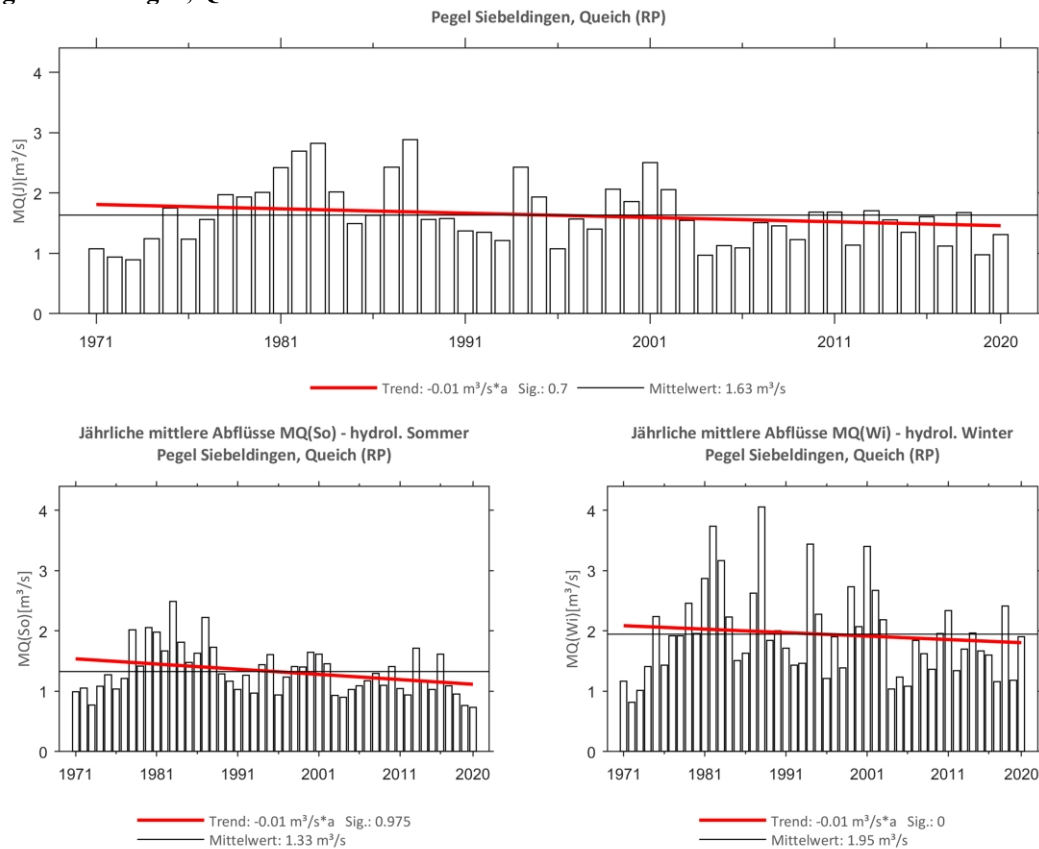 Pegel Siebeldingen, Queich (RP)
MQ(J)[m³/s]
4
3
2
1
0
1971 1981 1991 2001 2011 2020
Trend: -0.01 m³/s*a Sig.: 0.7 Mittelwert: 1.63 m³/s
Jährliche mittlere Abflüsse MQ(So) - hydrol. Sommer
Pegel Siebeldingen, Queich (RP)
MQ(So)[m³/s]
4
3
2
1
0
1971 1981 1991 2001 2011 2020
Trend: -0.01 m³/s*a Sig.: 0.975
Mittelwert: 1.33 m³/s
Jährliche mittlere Abflüsse MQ(Wi) - hydrol. Winter
Pegel Siebeldingen, Queich (RP)
MQ(Wi)[m³/s]
4
3
2
1
0
1971 1981 1991 2001 2011 2020
Trend: -0.01 m³/s*a Sig.: 0
Mittelwert: 1.95 m³/s